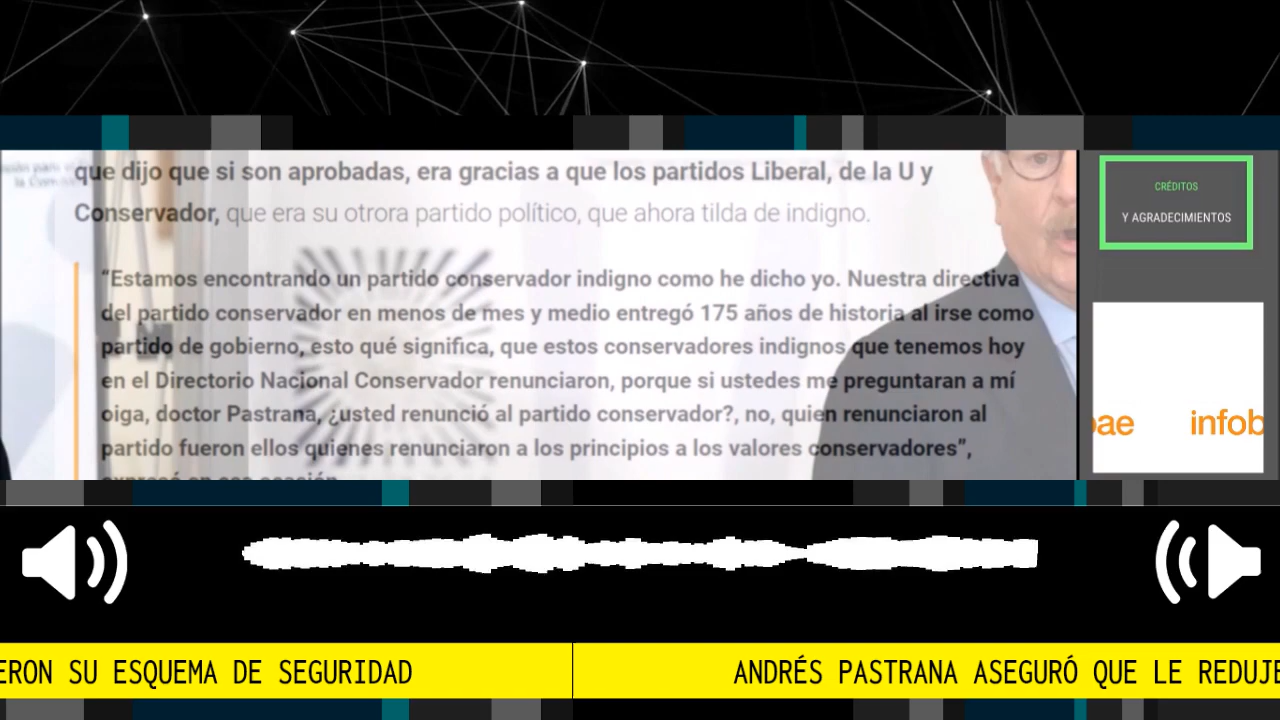 que dijo que si son aprobadas, era gracias a que los partidos Liberal, de la U y
Conservador, que era su otrora partido político, que ahora tilda de indigno.
“Estamos encontrando un partido conservador indigno como he dicho yo. Nuestra directiva
del partido conservador en menos de mes y medio entregó 175 años de historia al irse como
partido de gobierno, esto qué significa, que estos conservadores indignos que tenemos hoy
en el Directorio Nacional Conservador renunciaron, porque si ustedes me preguntaran a mí
oiga, doctor Pastrana, ¿usted renunció al partido conservador?, no, quien renunciaron al
partido fueron ellos quienes renunciaron a los principios a los valores conservadores”,
CRÉDITOS
Y AGRADECIMIENTOS
bae infob
ERON SU ESQUEMA DE SEGURIDAD
ANDRÉS PASTRANA ASEGURÓ QUE LE REDUJE